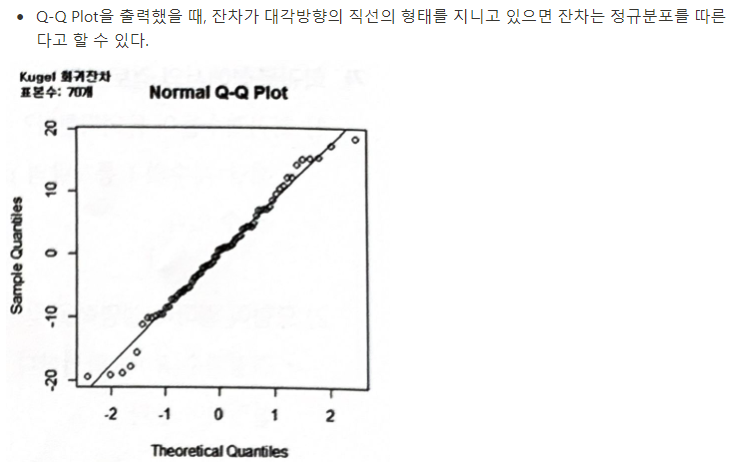 • Q-Q Plot을 출력했을 때, 잔차가 대각방향의 직선의 형태를 지니고 있으면 잔차는 정규분포를 따른
다고 할 수 있다.
Kugel 회귀잔차
표본수: 70개
Normal Q-Q Plot
Sample Quantiles
20
10
0
-10
-20
-2 -1 0 1 2
Theoretical Quantiles